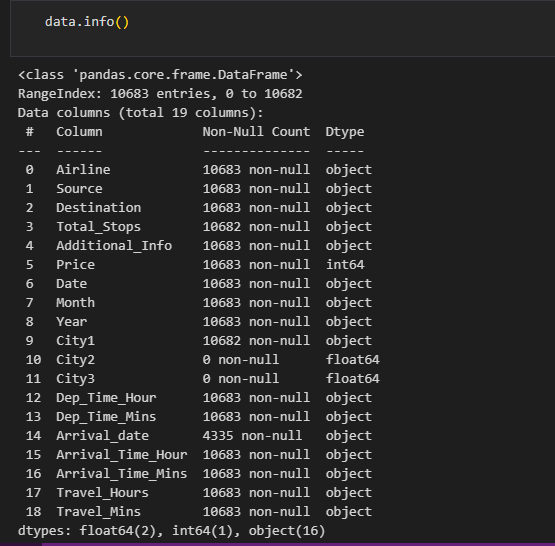 data.info()
<class 'pandas.core.frame.DataFrame'>
RangeIndex: 10683 entries, 0 to 10682
Data columns (total 19 columns):
 #   Column             Non-Null Count  Dtype
---  ------             --------------  -----
 0   Airline            10683 non-null  object
 1   Source             10683 non-null  object
 2   Destination        10683 non-null  object
 3   Total_Stops        10682 non-null  object
 4   Additional_Info    10683 non-null  object
 5   Price              10683 non-null  int64
 6   Date               10683 non-null  object
 7   Month              10683 non-null  object
 8   Year               10683 non-null  object
 9   City1              10682 non-null  object
 10  City2              0 non-null      float64
 11  City3              0 non-null      float64
 12  Dep_Time_Hour      10683 non-null  object
 13  Dep_Time_Mins      10683 non-null  object
 14  Arrival_date       4335 non-null   object
 15  Arrival_Time_Hour  10683 non-null  object
 16  Arrival_Time_Mins  10683 non-null  object
 17  Travel_Hours       10683 non-null  object
 18  Travel_Mins        10683 non-null  object
dtypes: float64(2), int64(1), object(16)